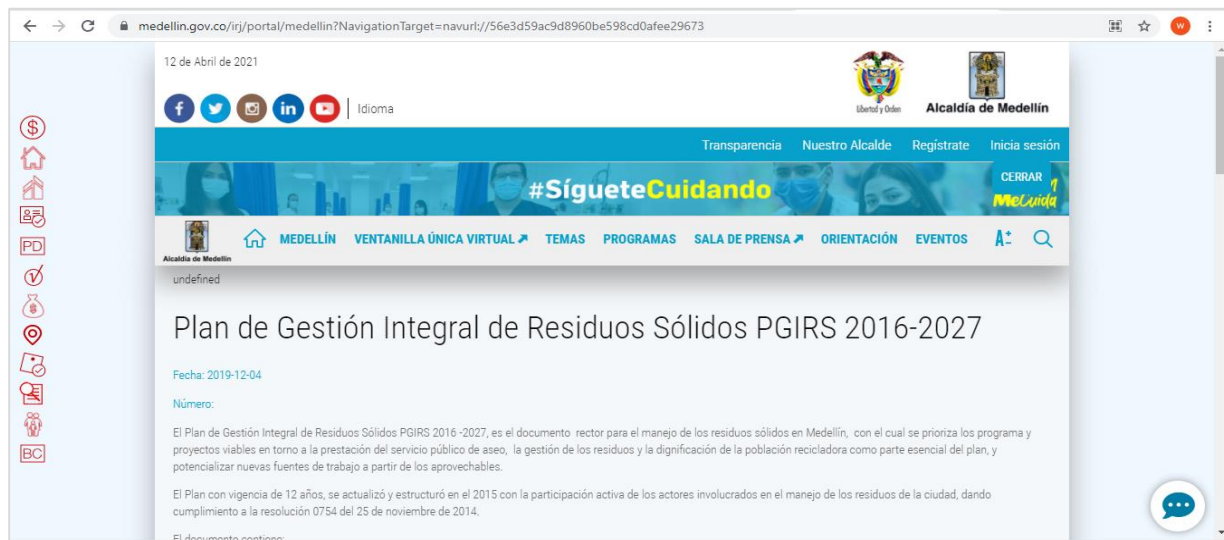 medellin.gov.co/irj/portal/medellin?NavigationTarget=navurl://56e3d59ac9d8960be598cd0afee29673
W
12 de Abril de 2021
Idioma
Libertad y Orden
Alcaldía de Medellín
Transparencia Nuestro Alcalde Regístrate Inicia sesión
#SígueteCuidando
CERRAR
MeCuida
Alcaldía de Medellín
MEDELLÍN VENTANILLA ÚNICA VIRTUAL TEMAS PROGRAMAS SALA DE PRENSA ORIENTACIÓN EVENTOS A
undefined
Plan de Gestión Integral de Residuos Sólidos PGIRS 2016-2027
Fecha: 2019-12-04
Número:
El Plan de Gestión Integral de Residuos Sólidos PGIRS 2016 -2027, es el documento rector para el manejo de los residuos sólidos en Medellín, con el cual se prioriza los programa y
proyectos viables en torno a la prestación del servicio público de aseo, la gestión de los residuos y la dignificación de la población recicladora como parte esencial del plan, y
potencializar nuevas fuentes de trabajo a partir de los aprovechables.
El Plan con vigencia de 12 años, se actualizó y estructuró en el 2015 con la participación activa de los actores involucrados en el manejo de los residuos de la ciudad, dando
cumplimiento a la resolución 0754 del 25 de noviembre de 2014.
El documento contiene:
PD
BC